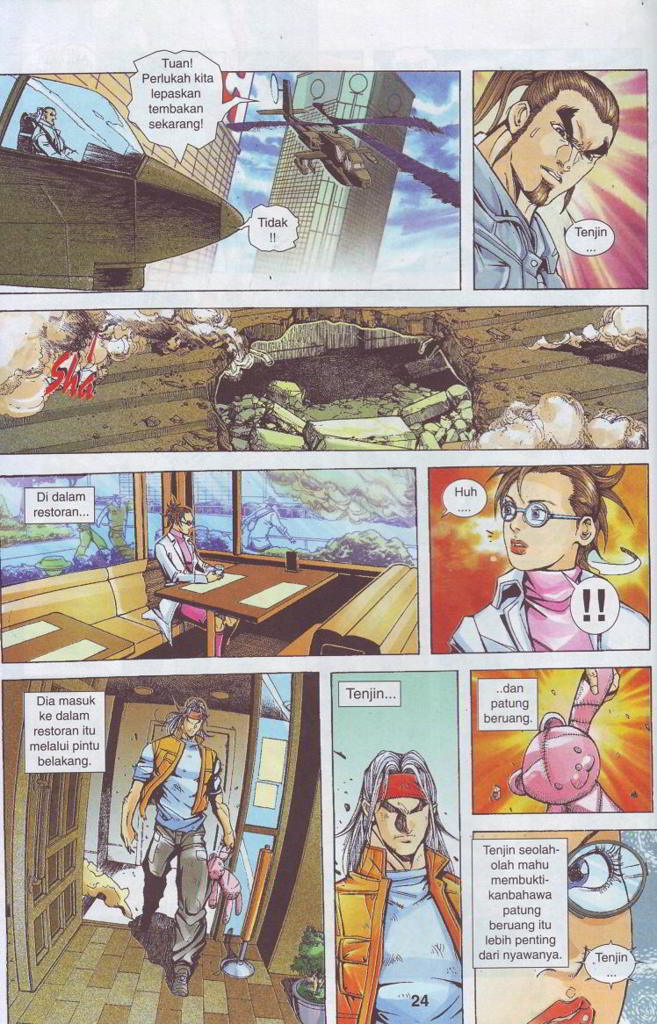 Tuan!
Perlukah kita
lepaskan
tembakan
sekarang!
Tidak
!!
Tenjin
...
Sha
Di dalam
restoran...
Huh
....
!!
Dia masuk
ke dalam
restoran itu
melalui pintu
belakang.
Tenjin...
..dan
patung
beruang.
Tenjin seolah-
olah mahu
membukti-
kanbahawa
patung
beruang itu
lebih penting
dari nyawanya.
Tenjin
...
24